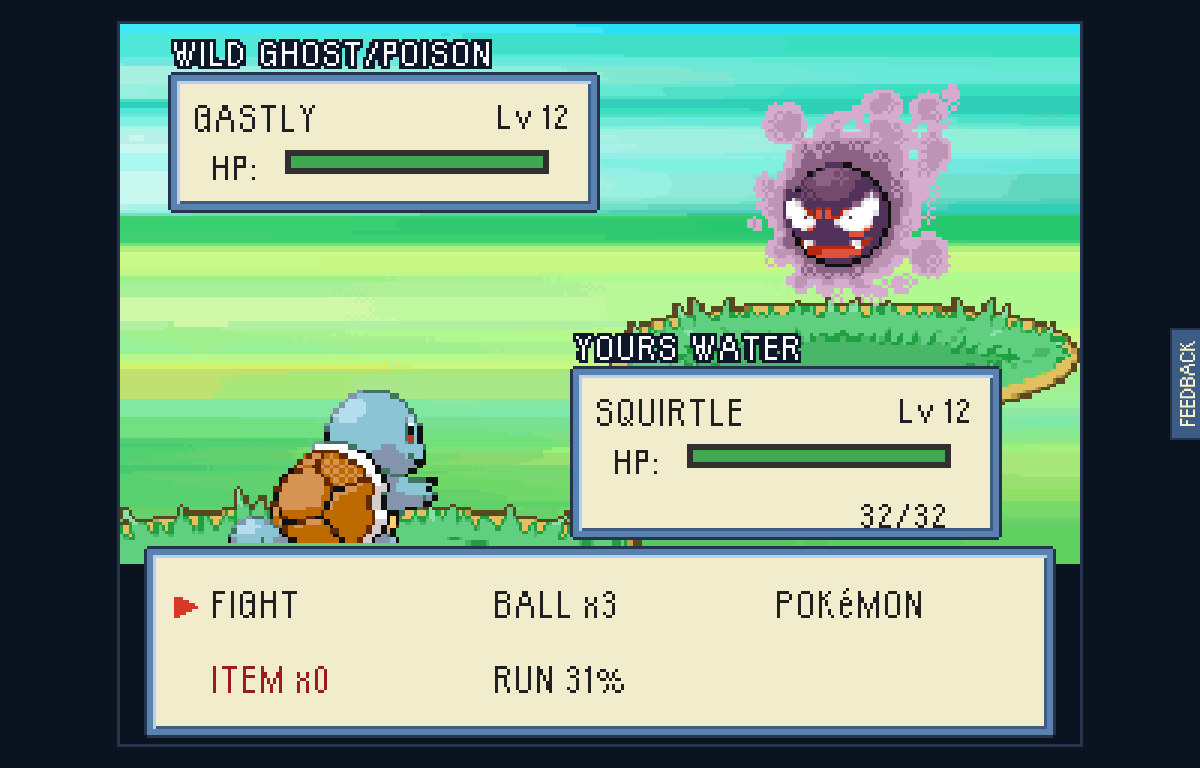 WILD GHOST/POISON
GASTLY Lv 12
HP:
YOURS WATER
SQUIRTLE Lv 12
HP:
32/32
FIGHT BALL x3 POKéMON
ITEM x0 RUN 31%
FEEDBACK